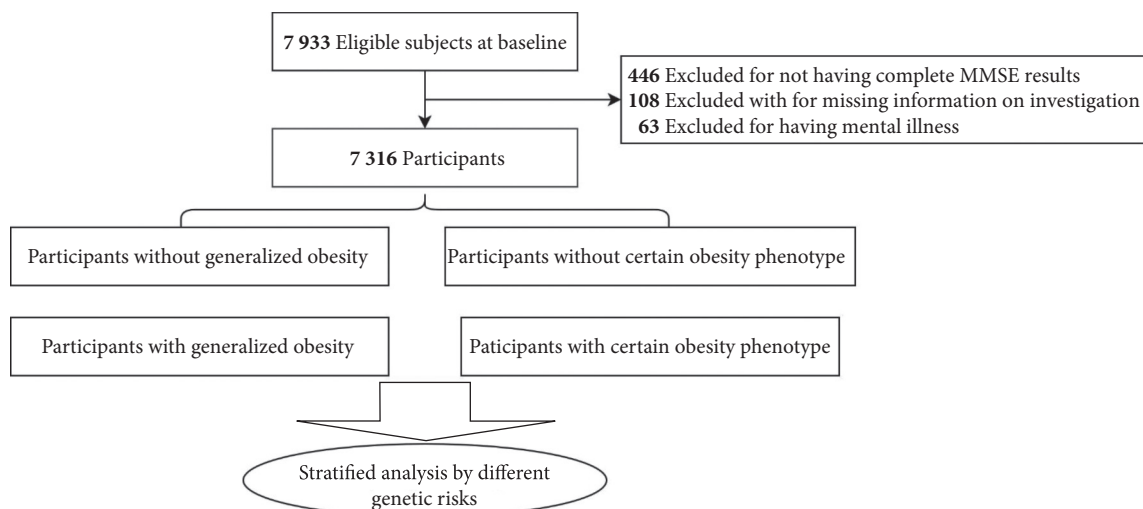 7 933 Eligible subjects at baseline
446 Excluded for not having complete MMSE results
108 Excluded with for missing information on investigation
63 Excluded for having mental illness
7 316 Participants
Participants without generalized obesity
Participants without certain obesity phenotype
Participants with generalized obesity
Paticipants with certain obesity phenotype
Stratified analysis by different
genetic risks